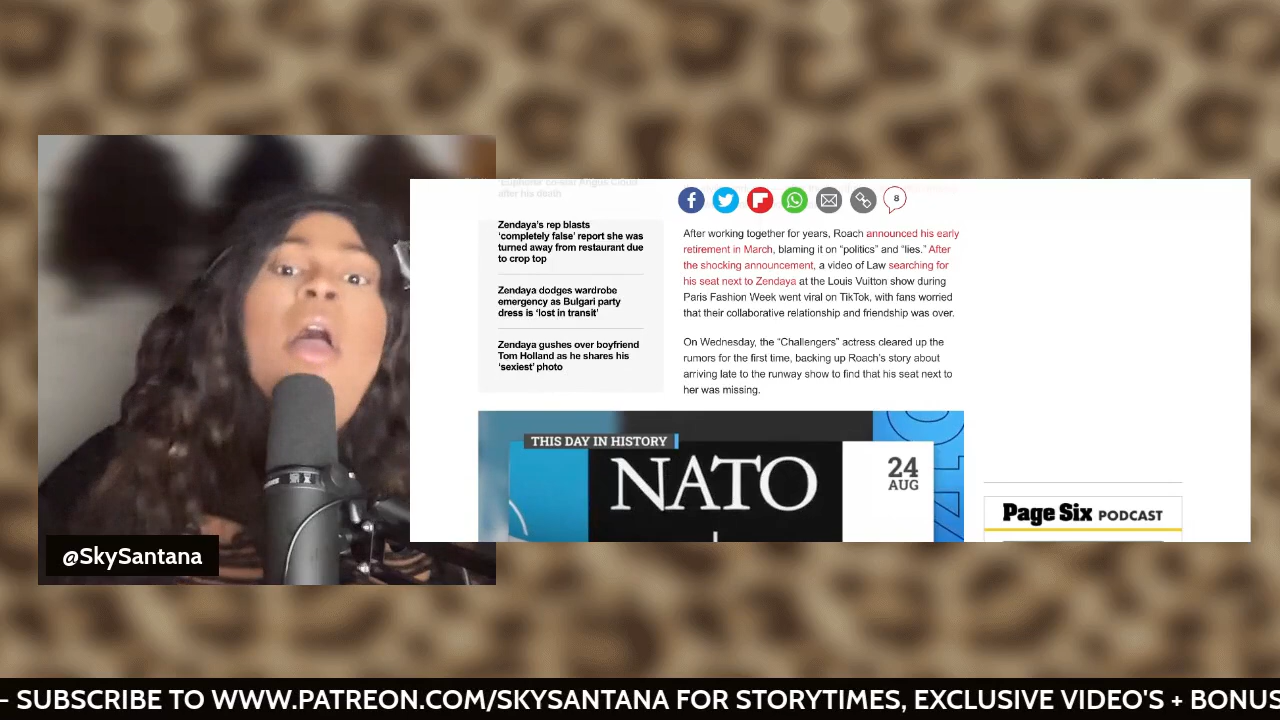 'Euphoria' co-star Angus Cloud
after his death
Zendaya's rep blasts
'completely false' report she was
turned away from restaurant due
to crop top
Zendaya dodges wardrobe
emergency as Bulgari party
dress is 'lost in transit'
Zendaya gushes over boyfriend
Tom Holland as he shares his
'sexiest' photo
8
After working together for years, Roach announced his early
retirement in March, blaming it on “politics” and “lies.” After
the shocking announcement, a video of Law searching for
his seat next to Zendaya at the Louis Vuitton show during
Paris Fashion Week went viral on TikTok, with fans worried
that their collaborative relationship and friendship was over.
On Wednesday, the “Challengers” actress cleared up the
rumors for the first time, backing up Roach's story about
arriving late to the runway show to find that his seat next to
her was missing.
THIS DAY IN HISTORY
NATO
24
AUG
Page Six PODCAST
@SkySantana
- SUBSCRIBE TO WWW.PATREON.COM/SKYSANTANA FOR STORYTIMES, EXCLUSIVE VIDEO'S + BONUS